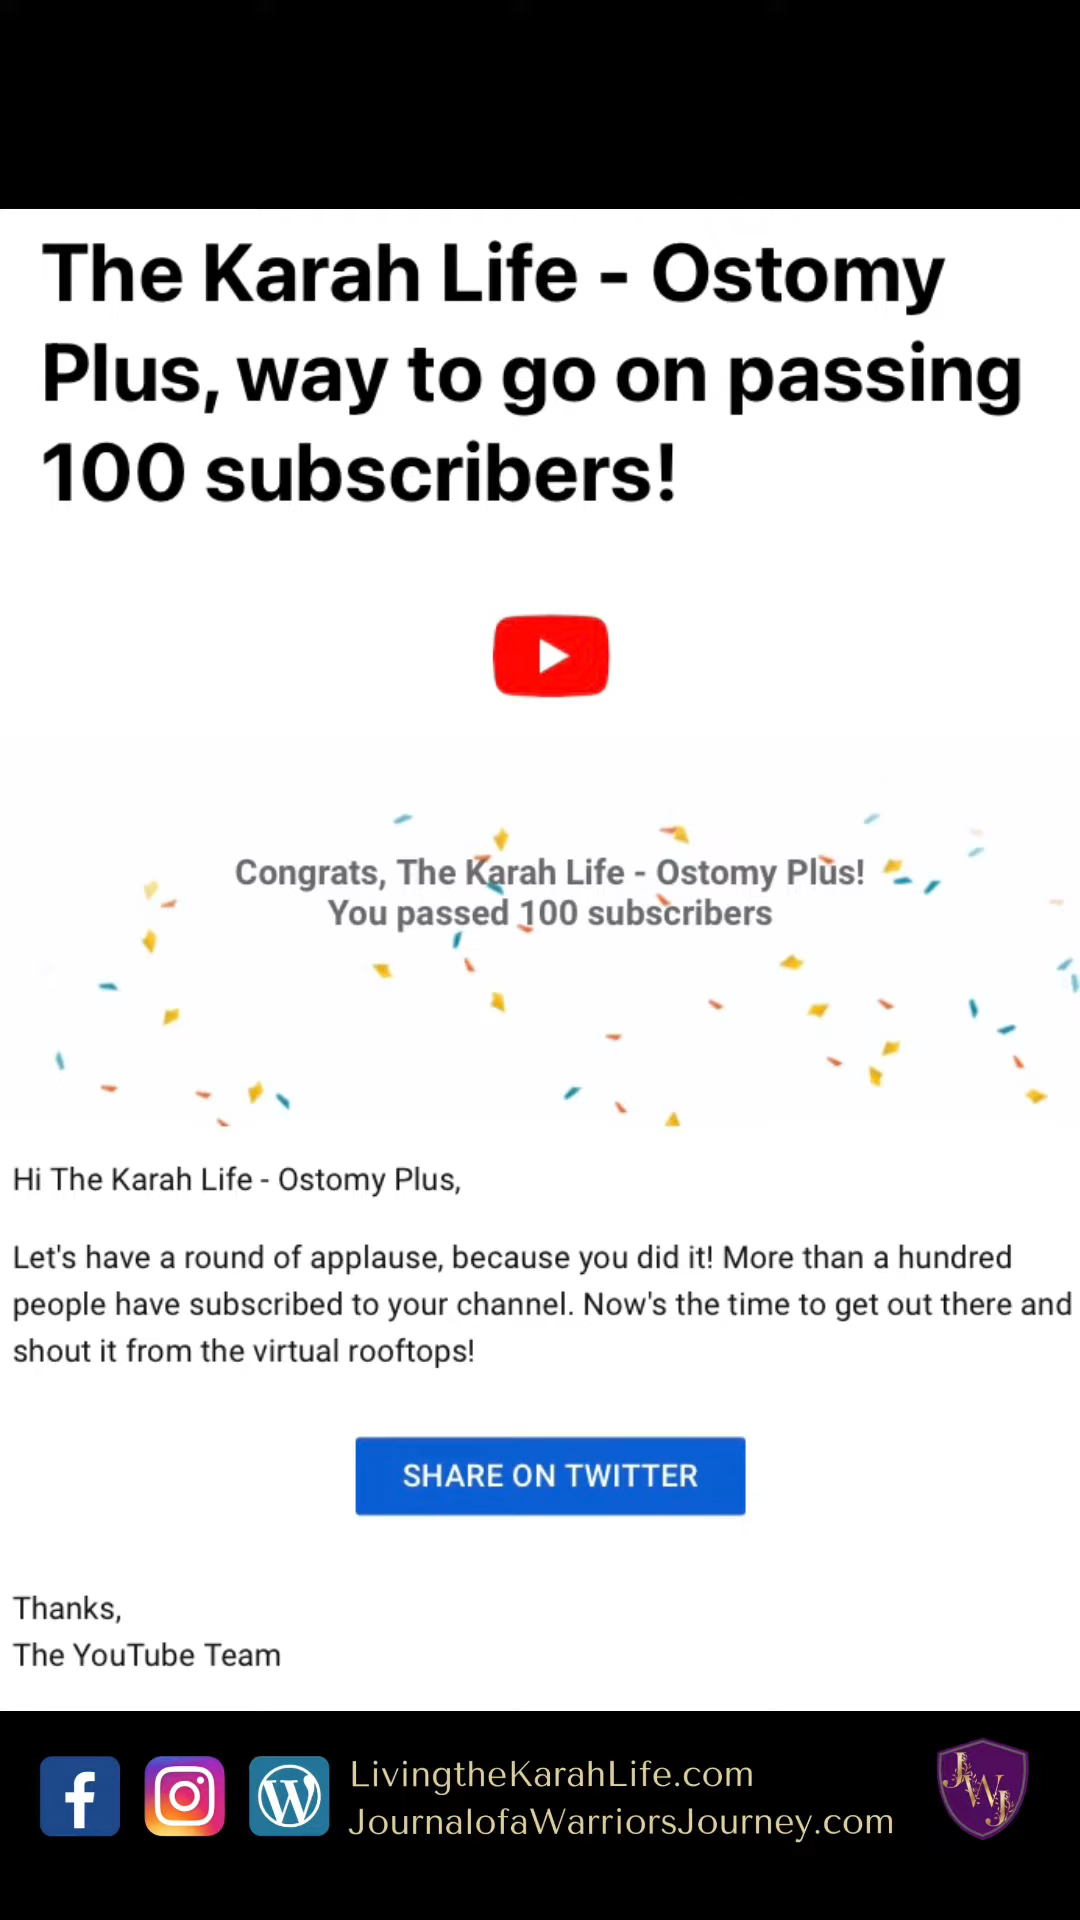 The Karah Life - Ostomy
Plus, way to go on passing
100 subscribers!
Congrats, The Karah Life - Ostomy Plus!
You passed 100 subscribers
Hi The Karah Life - Ostomy Plus,
Let's have a round of applause, because you did it! More than a hundred
people have subscribed to your channel. Now's the time to get out there and
shout it from the virtual rooftops!
SHARE ON TWITTER
Thanks,
The YouTube Team
LivingtheKarahLife.com
JournalofaWarriorsJourney.com
JWJ